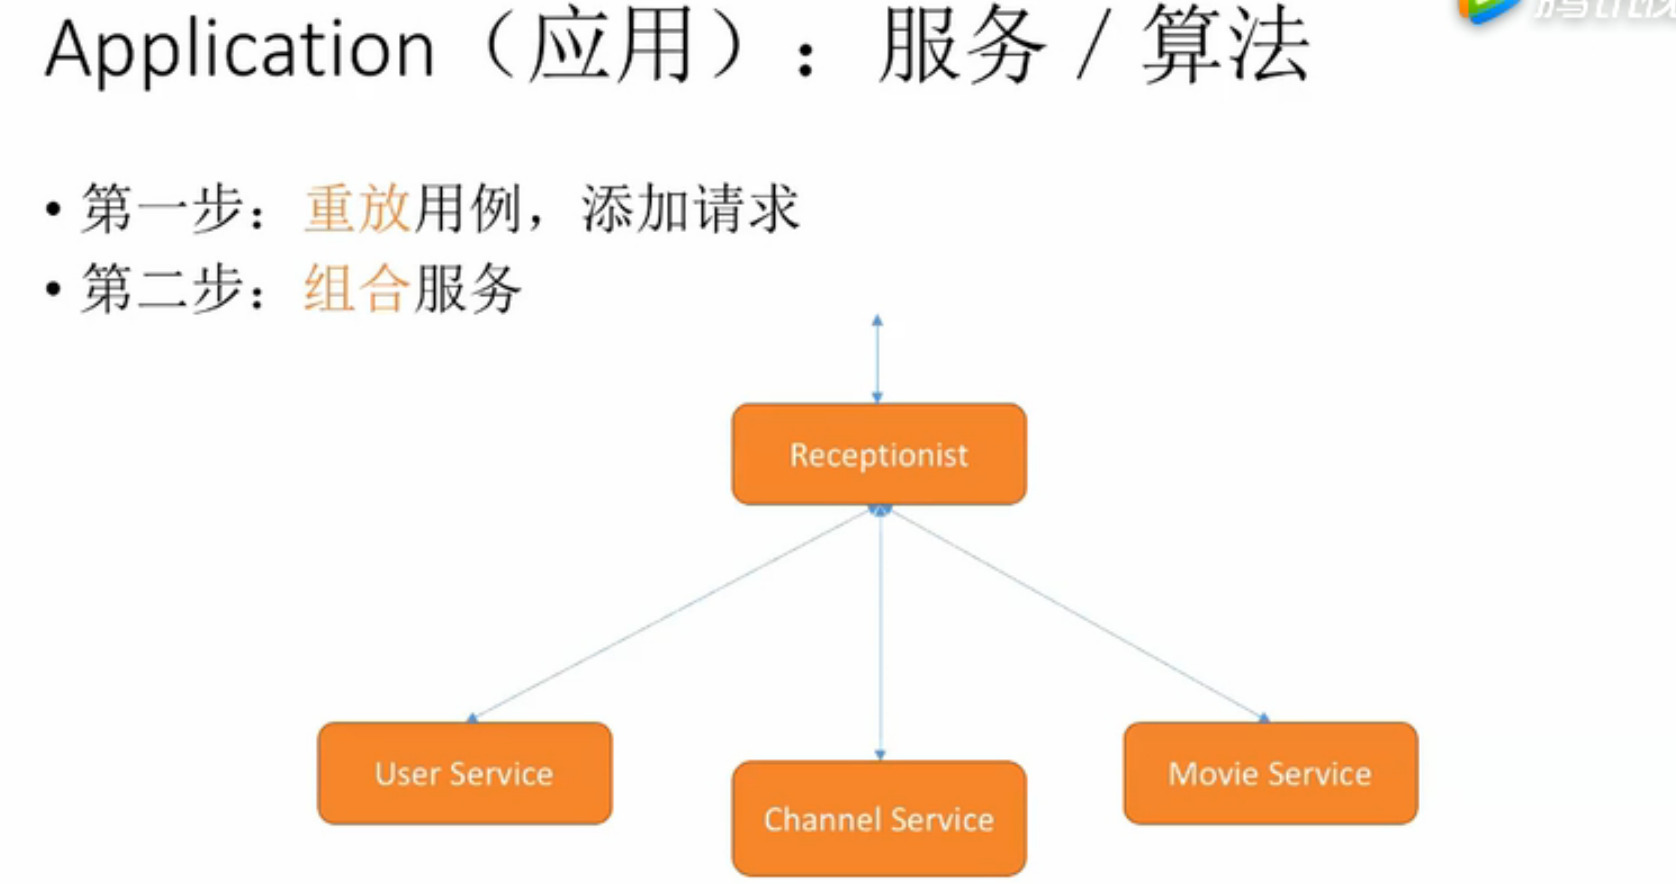 Application（应用）：服务 / 算法
• 第一步：重放用例，添加请求
• 第二步：组合服务
Receptionist
User Service
Channel Service
Movie Service